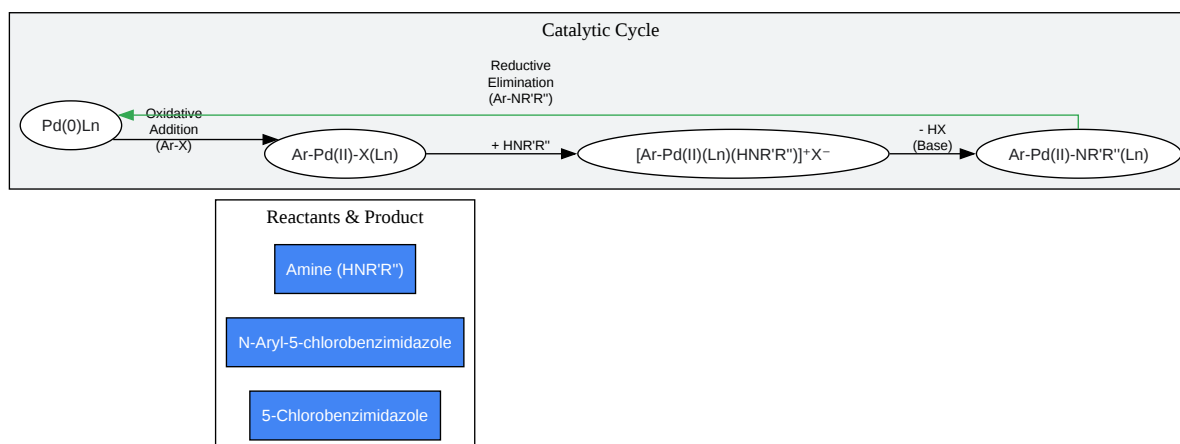 Catalytic Cycle
Reductive
Elimination
(Ar-NR'R")
Pd(0)Ln
Oxidative
Addition
(Ar-X)
Ar-Pd(II)-X(Ln)
+ HNR'R"
[Ar-Pd(II)(Ln)(HNR'R")]⁺X⁻
- HX
(Base)
Ar-Pd(II)-NR'R"(Ln)
Reactants & Product
Amine (HNR'R")
N-Aryl-5-chlorobenzimidazole
5-Chlorobenzimidazole